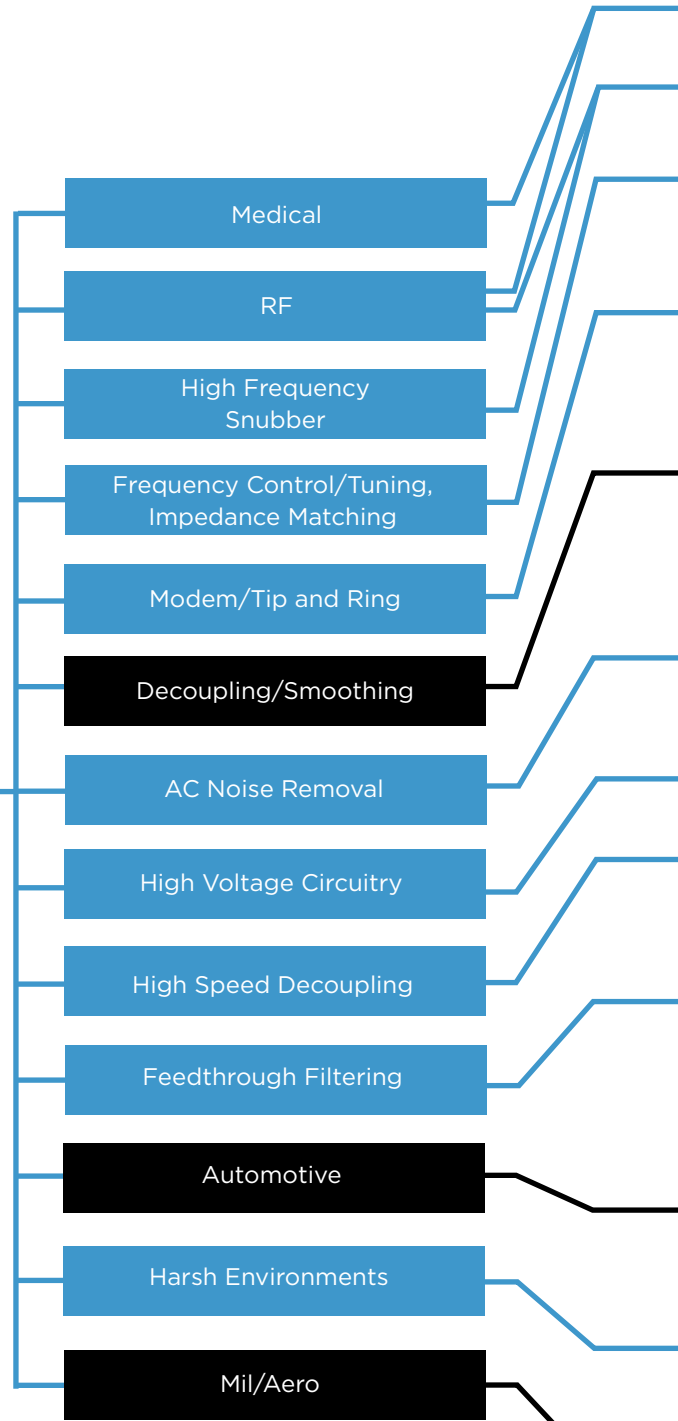 Medical
RF
High Frequency
Snubber
Frequency Control/Tuning,
Impedance Matching
Modem/Tip and Ring
Decoupling/Smoothing
AC Noise Removal
High Voltage Circuitry
High Speed Decoupling
Feedthrough Filtering
Automotive
Harsh Environments
Mil/Aero